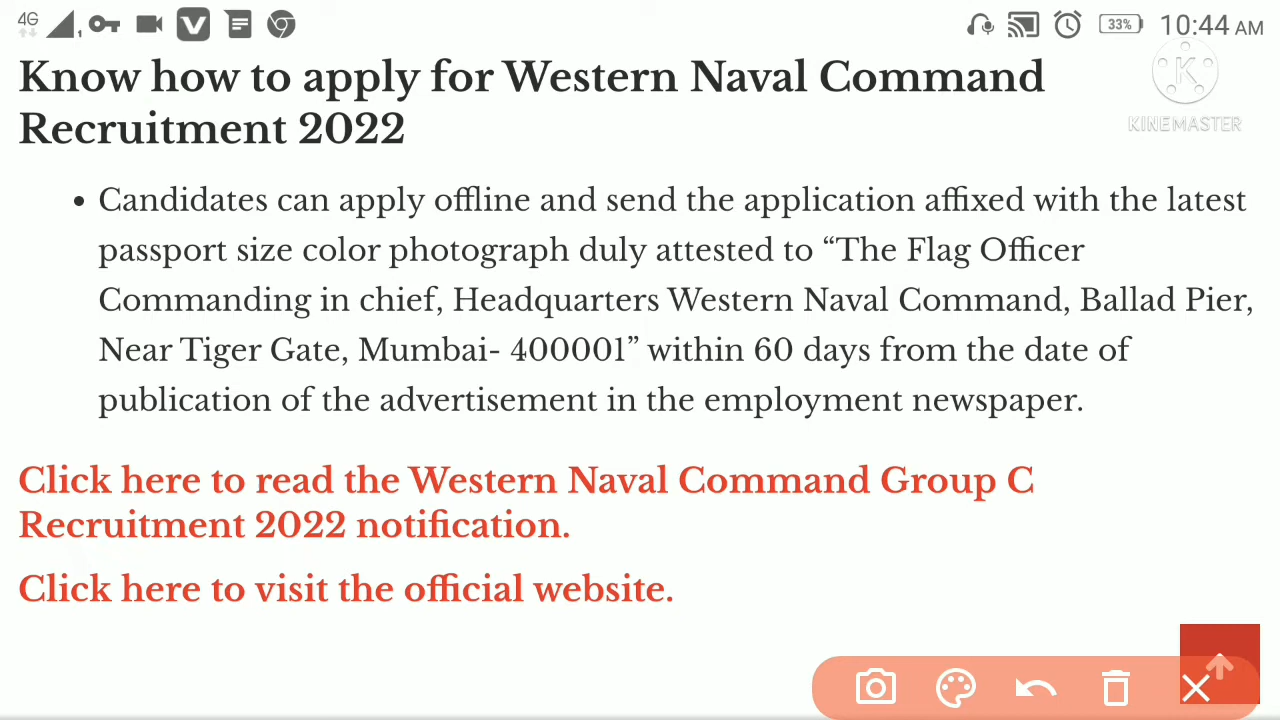 4G
33%
10:44 AM
Know how to apply for Western Naval Command
Recruitment 2022
K
KINEMASTER
• Candidates can apply offline and send the application affixed with the latest
passport size color photograph duly attested to “The Flag Officer
Commanding in chief, Headquarters Western Naval Command, Ballad Pier,
Near Tiger Gate, Mumbai- 400001” within 60 days from the date of
publication of the advertisement in the employment newspaper.
Click here to read the Western Naval Command Group C
Recruitment 2022 notification.
Click here to visit the official website.